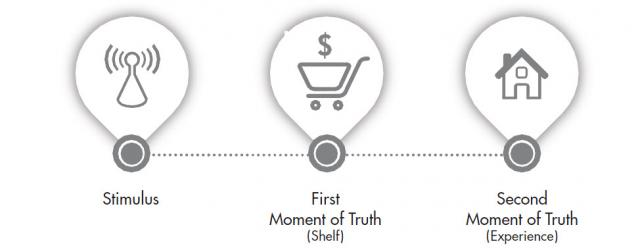 $
Stimulus
First
Moment of Truth
(Shelf)
Second
Moment of Truth
(Experience)